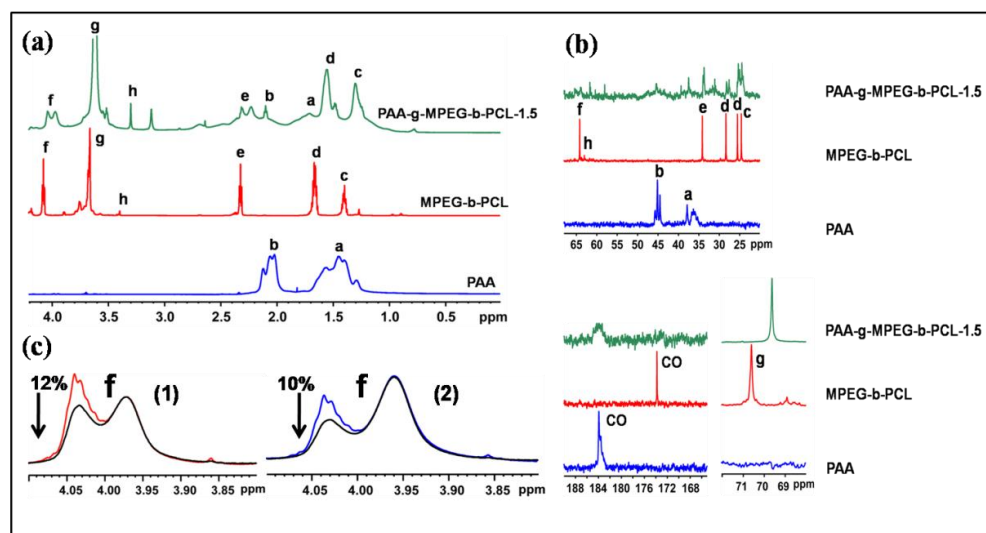 (a)
g
f
h
e
b
a
d
c
PAA-g-MPEG-b-PCL-1.5
f
g
h
e
d
c
MPEG-b-PCL
b
a
PAA
4.0 3.5 3.0 2.5 2.0 1.5 1.0 0.5 ppm
(b)
PAA-g-MPEG-b-PCL-1.5
f
h
e
d
d
c
MPEG-b-PCL
b
a
PAA
65 60 55 50 45 40 35 30 25 ppm
PAA-g-MPEG-b-PCL-1.5
CO
g
MPEG-b-PCL
CO
PAA
188 184 180 176 172 168
71 70 69 ppm
(c)
12%
f
(1)
4.05 4.00 3.95 3.90 3.85 ppm
10%
f
(2)
4.05 4.00 3.95 3.90 3.85 ppm